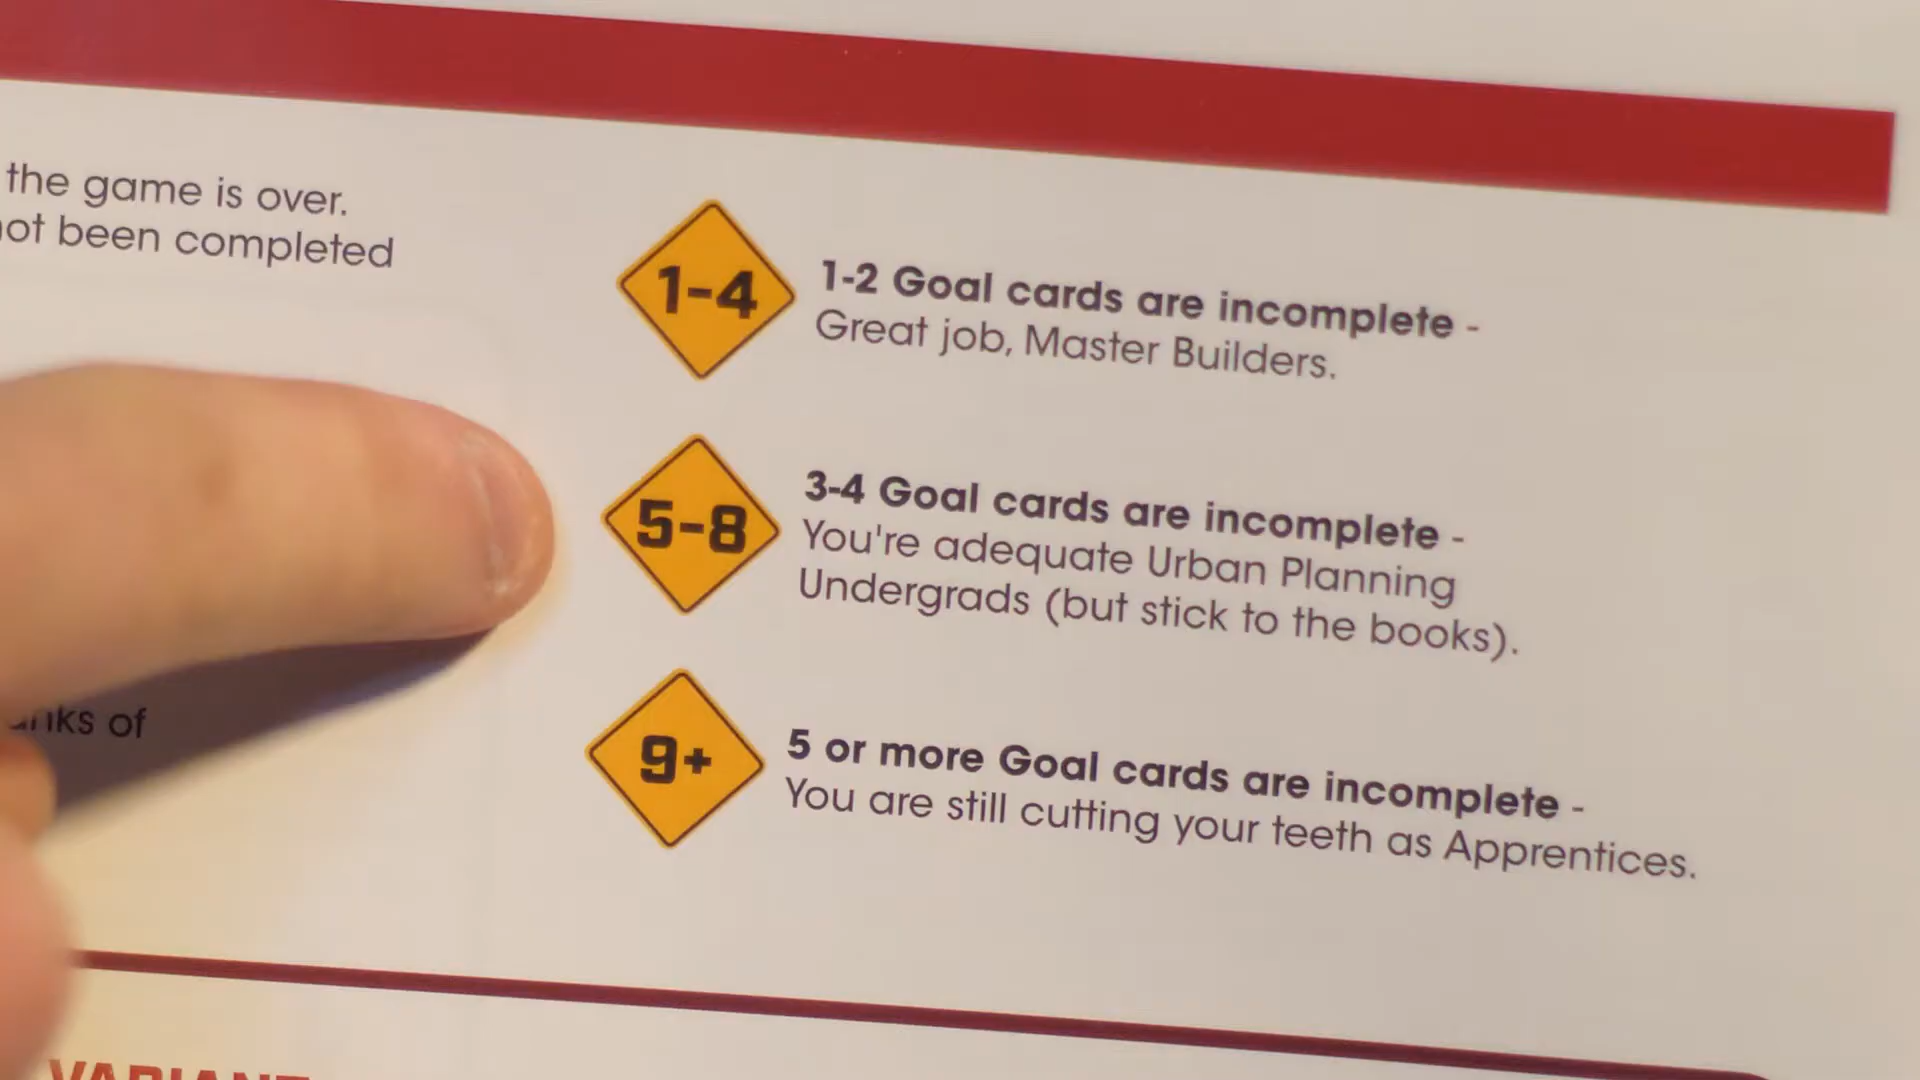 the game is over.
been completed
of
1-4
1-2 Goal cards are incomplete -
Great job, Master Builders.
5-8
3-4 Goal cards are incomplete -
You're adequate Urban Planning
Undergrads (but stick to the books).
9+
5 or more Goal cards are incomplete -
You are still cutting your teeth as Apprentices.
VARIANT